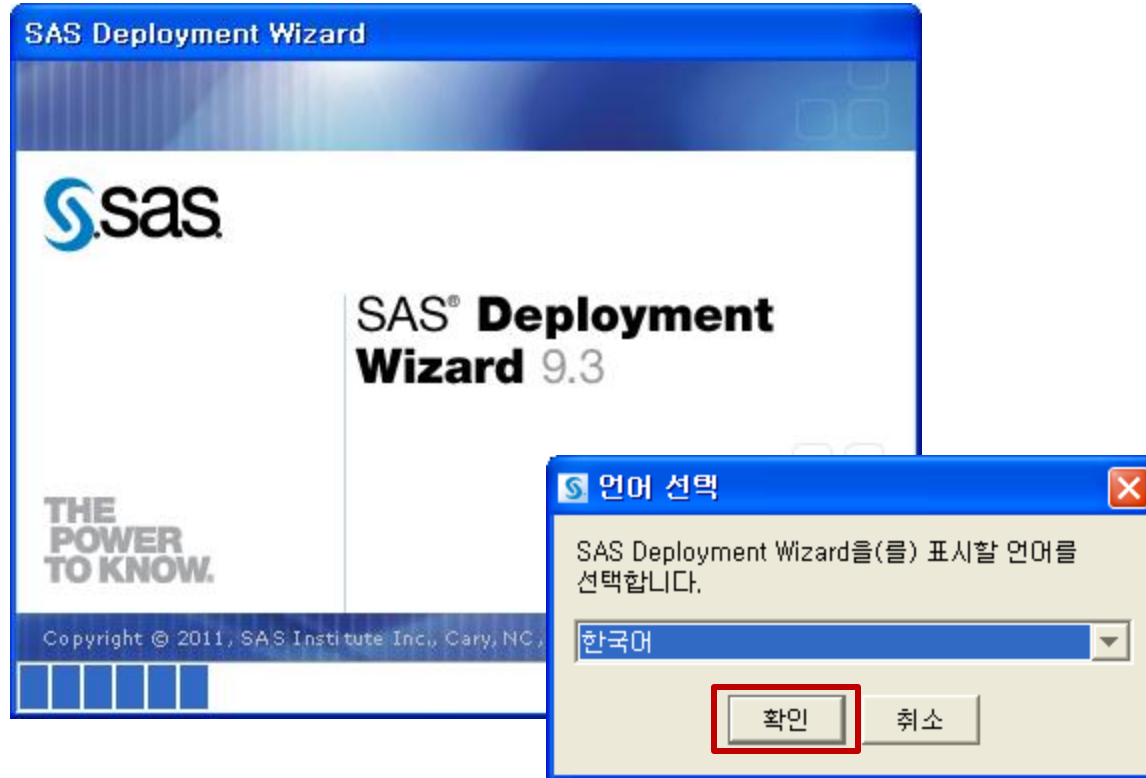 SAS Deployment Wizard
sas
SAS® Deployment
Wizard 9.3
THE
POWER
TO KNOW.
Copyright © 2011, SAS Institute Inc., Cary, NC,
언어 선택
SAS Deployment Wizard을(를) 표시할 언어를
선택합니다.
한국어
확인 취소